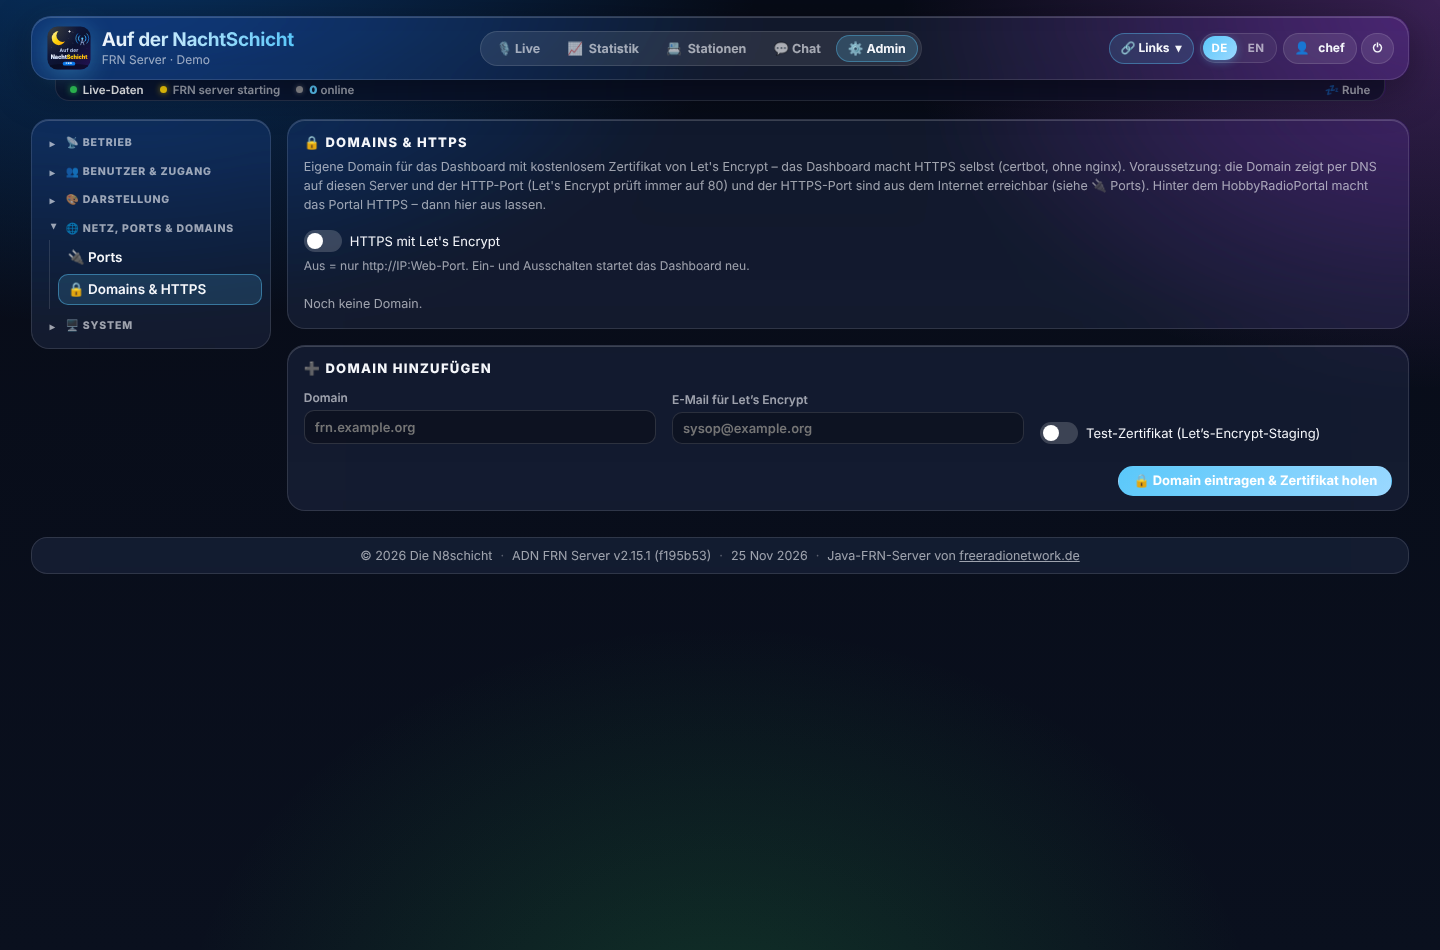 Auf der NachtSchicht
FRN Server · Demo
Auf der
NachtSchicht
🎙️ Live
📈 Statistik
📇 Stationen
💬 Chat
⚙️ Admin
🔗 Links ▾
DE
EN
👤 chef
Live-Daten
FRN server starting
0 online
💤 Ruhe
▸ 📡 BETRIEB
▸ 👥 BENUTZER & ZUGANG
▸ 🎨 DARSTELLUNG
▾ 🌐 NETZ, PORTS & DOMAINS
🔌 Ports
🔒 Domains & HTTPS
▸ 🖥️ SYSTEM
🔒 DOMAINS & HTTPS
Eigene Domain für das Dashboard mit kostenlosem Zertifikat von Let's Encrypt – das Dashboard macht HTTPS selbst (certbot, ohne nginx). Voraussetzung: die Domain zeigt per DNS
auf diesen Server und der HTTP-Port (Let's Encrypt prüft immer auf 80) und der HTTPS-Port sind aus dem Internet erreichbar (siehe 🔌 Ports). Hinter dem HobbyRadioPortal macht
das Portal HTTPS – dann hier aus lassen.
HTTPS mit Let's Encrypt
Aus = nur http://IP:Web-Port. Ein- und Ausschalten startet das Dashboard neu.
Noch keine Domain.
➕ DOMAIN HINZUFÜGEN
Domain
frn.example.org
E-Mail für Let’s Encrypt
sysop@example.org
Test-Zertifikat (Let’s-Encrypt-Staging)
🔒 Domain eintragen & Zertifikat holen
© 2026 Die N8schicht · ADN FRN Server v2.15.1 (f195b53) · 25 Nov 2026 · Java-FRN-Server von freeradionetwork.de